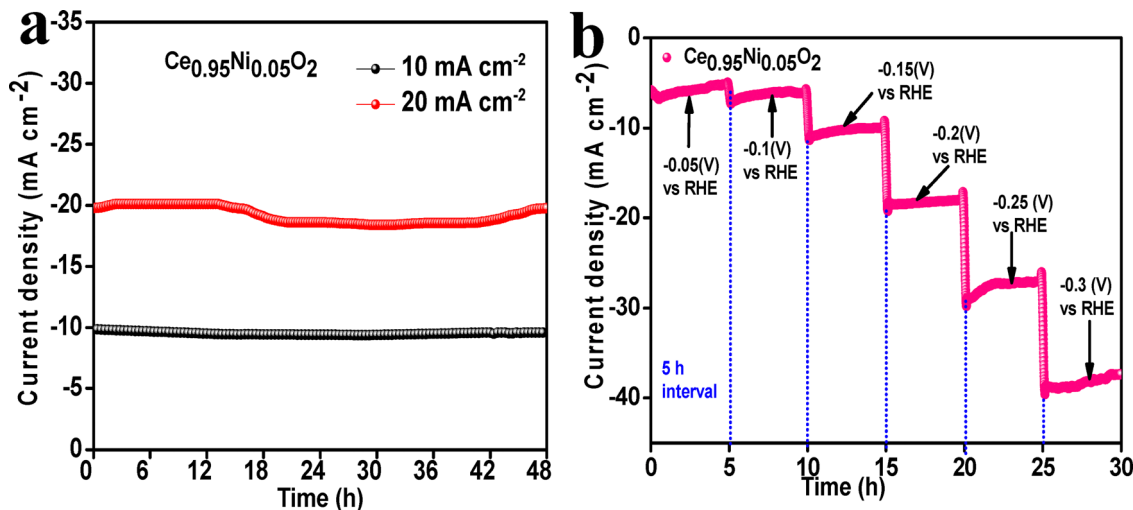 a
Ce0.95Ni0.05O2
10 mA cm-2
20 mA cm-2
Current density (mA cm-2)
-35
-30
-25
-20
-15
-10
-5
0
0 6 12 18 24 30 36 42 48
Time (h)
b
Ce0.95Ni0.05O2
-0.05(V)
vs RHE
-0.1(V)
vs RHE
-0.15(V)
vs RHE
-0.2(V)
vs RHE
-0.25 (V)
vs RHE
-0.3 (V)
vs RHE
5 h
interval
Current density (mA cm-2)
0
-10
-20
-30
-40
0 5 10 15 20 25 30
Time (h)